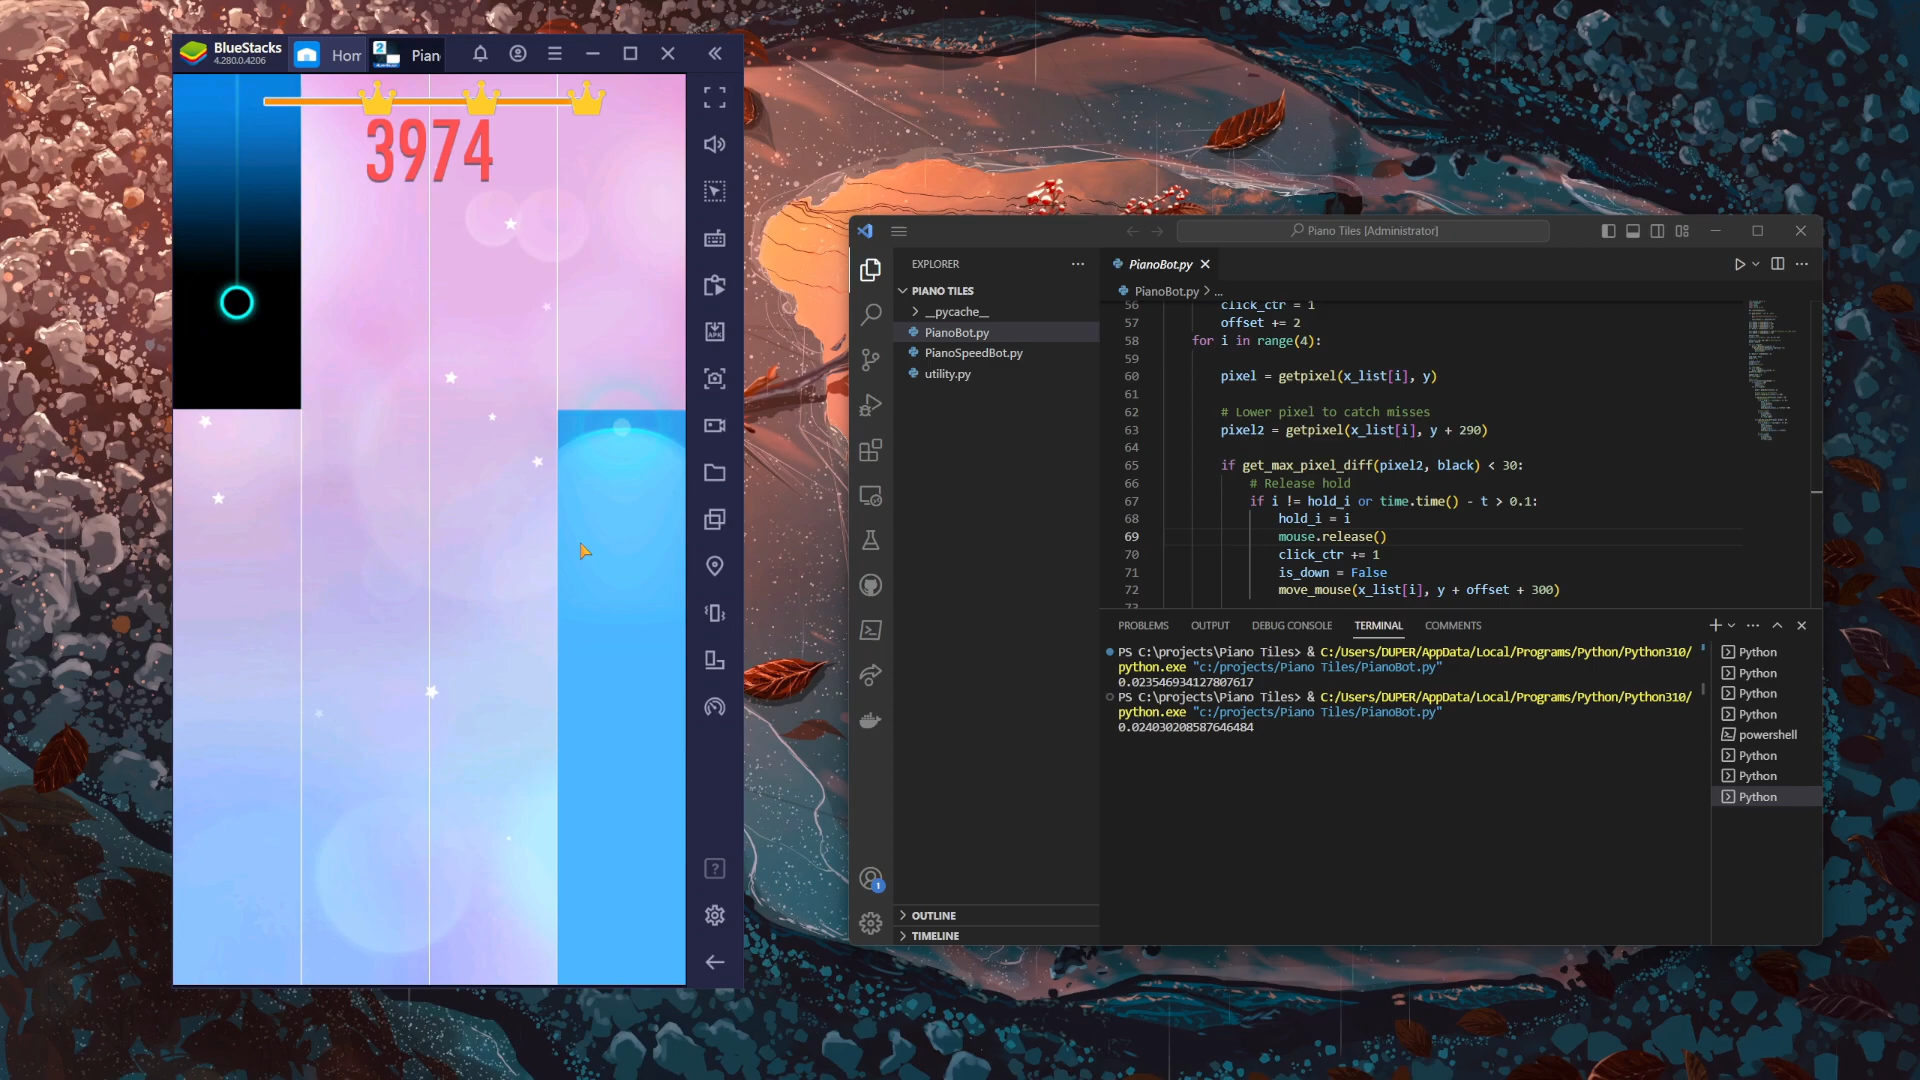 BlueStacks
4.280.0.4206
Hom
2
Pian
3974
Piano Tiles [Administrator]
EXPLORER
PIANO TILES
__pycache__
PianoBot.py
PianoSpeedBot.py
utility.py
OUTLINE
TIMELINE
1
PianoBot.py
PianoBot.py > ...
56 click_ctr = 1
57 offset += 2
58 for i in range(4):
59
60 pixel = getpixel(x_list[i], y)
61
62 # Lower pixel to catch misses
63 pixel2 = getpixel(x_list[i], y + 290)
64
65 if get_max_pixel_diff(pixel2, black) < 30:
66 # Release hold
67 if i != hold_i or time.time() - t > 0.1:
68 hold_i = i
69 mouse.release()
70 click_ctr += 1
71 is_down = False
72 move_mouse(x_list[i], y + offset + 300)
73
PROBLEMS OUTPUT DEBUG CONSOLE TERMINAL COMMENTS
PS C:\projects\Piano Tiles> & C:/Users/DUPER/AppData/Local/Programs/Python/Python310/
python.exe "c:/projects/Piano Tiles/PianoBot.py"
0.023546934127807617
PS C:\projects\Piano Tiles> & C:/Users/DUPER/AppData/Local/Programs/Python/Python310/
python.exe "c:/projects/Piano Tiles/PianoBot.py"
0.024030208587646484
Python
Python
Python
Python
powershell
Python
Python
Python